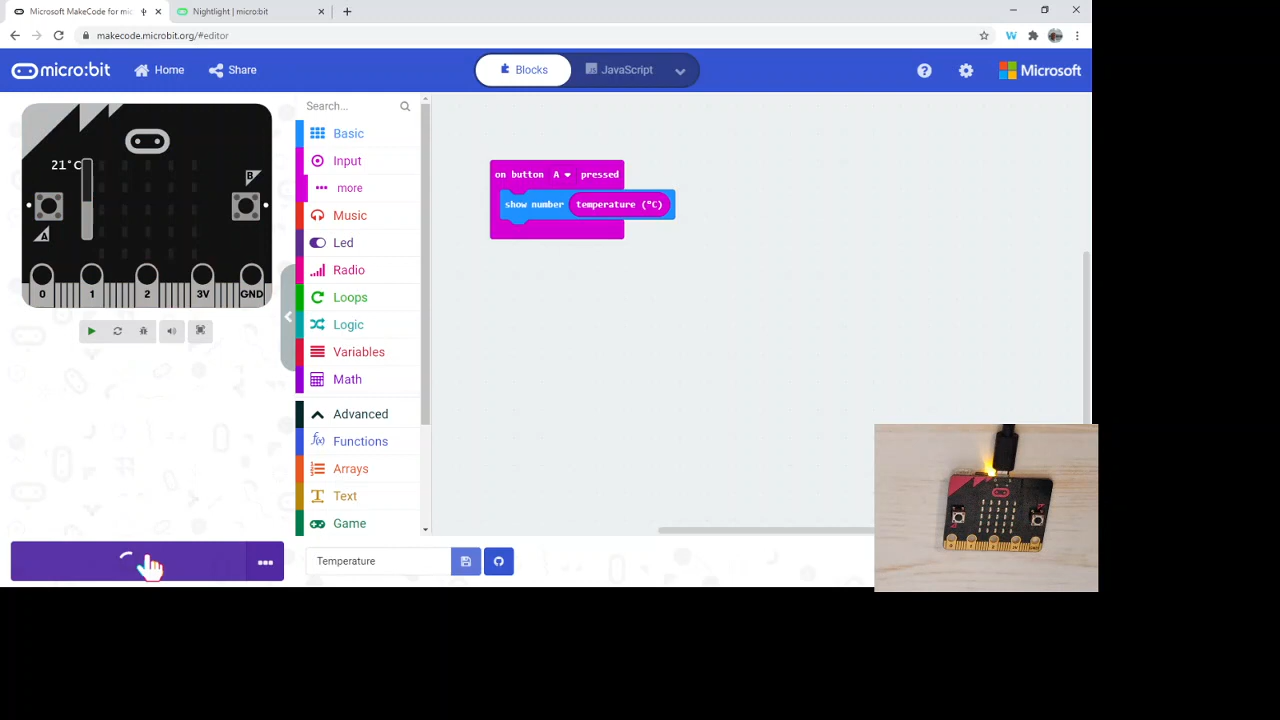 Microsoft MakeCode for mic
Nightlight | micro:bit
makecode.microbit.org/#editor
micro:bit
Home
Share
Blocks
JavaScript
Microsoft
Search...
Basic
Input
more
Music
Led
Radio
Loops
Logic
Variables
Math
Advanced
Functions
Arrays
Text
Game
21°C
B
A
0 1 2 3V GND
on button A pressed
show number temperature (°C)
Temperature